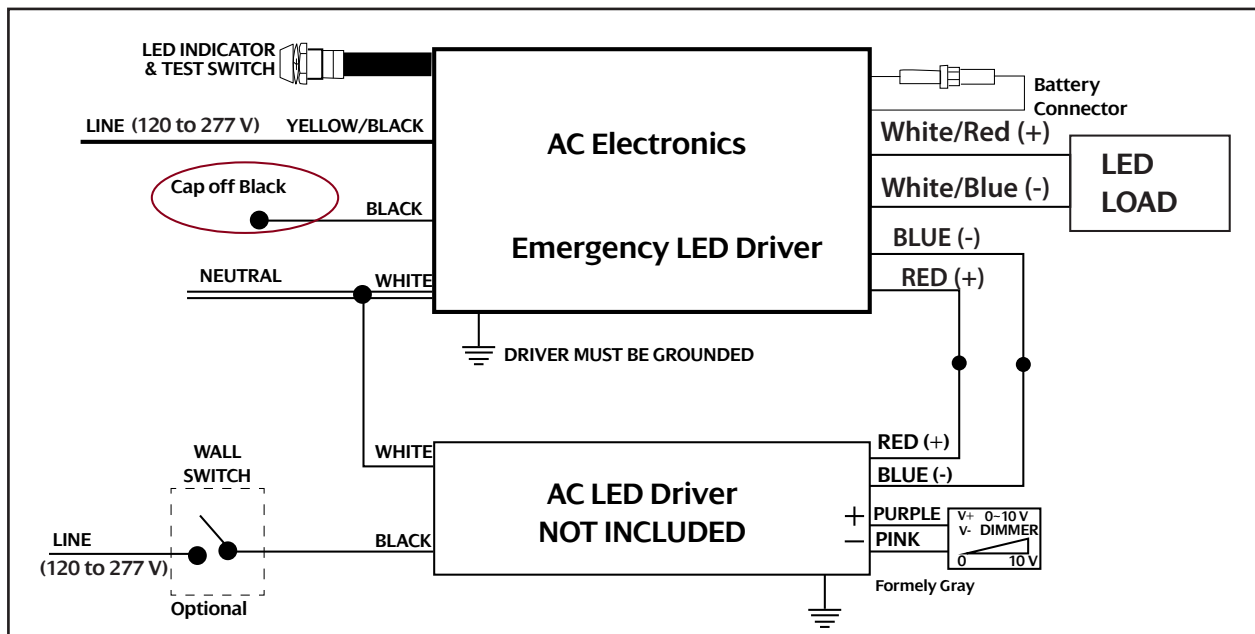 LED INDICATOR
& TEST SWITCH
Battery
Connector
LINE (120 to 277 V)
YELLOW/BLACK
AC Electronics
White/Red (+)
LED
LOAD
Cap off Black
White/Blue (-)
BLACK
Emergency LED Driver
BLUE (-)
NEUTRAL
WHITE
RED (+)
DRIVER MUST BE GROUNDED
WALL
SWITCH
WHITE
RED (+)
BLUE (-)
AC LED Driver
NOT INCLUDED
+ PURPLE
V+ 0~10 V
V- DIMMER
LINE
(120 to 277 V)
BLACK
− PINK
0 10 V
Optional
Formely Gray